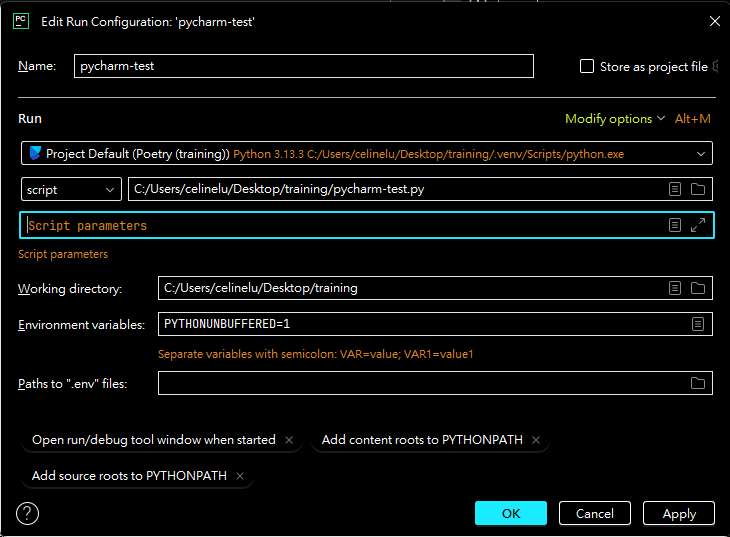 PC
Edit Run Configuration: 'pycharm-test'
Name: pycharm-test Store as project file
Run Modify options Alt+M
Project Default (Poetry (training)) Python 3.13.3 C:/Users/celinelu/Desktop/training/.venv/Scripts/python.exe
script C:/Users/celinelu/Desktop/training/pycharm-test.py
Script parameters
Script parameters
Working directory: C:/Users/celinelu/Desktop/training
Environment variables: PYTHONUNBUFFERED=1
Separate variables with semicolon: VAR=value; VAR1=value1
Paths to ".env" files:
Open run/debug tool window when started × Add content roots to PYTHONPATH ×
Add source roots to PYTHONPATH ×
? OK Cancel Apply